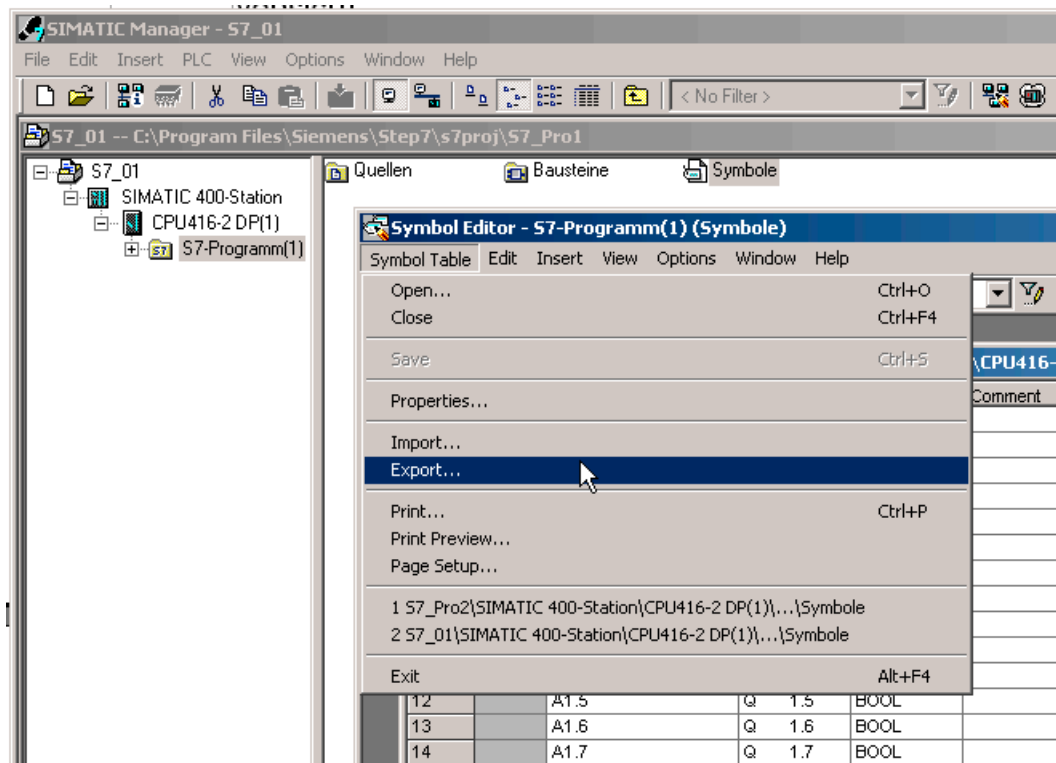 SIMATIC Manager - S7_01
File Edit Insert PLC View Options Window Help
< No Filter >
S7_01 -- C:\Program Files\Siemens\Step7\s7proj\S7_Pro1
S7_01
SIMATIC 400-Station
CPU416-2 DP(1)
S7-Programm(1)
Quellen Bausteine Symbole
Symbol Editor - S7-Programm(1) (Symbole)
Symbol Table Edit Insert View Options Window Help
Open... Ctrl+O
Close Ctrl+F4
Save Ctrl+S
\CPU416-
Properties...
Comment
Import...
Export...
Print... Ctrl+P
Print Preview...
Page Setup...
1 S7_Pro2\SIMATIC 400-Station\CPU416-2 DP(1)\...\Symbole
2 S7_01\SIMATIC 400-Station\CPU416-2 DP(1)\...\Symbole
Exit Alt+F4
12 A1.5 Q 1.5 BOOL
13 A1.6 Q 1.6 BOOL
14 A1.7 Q 1.7 BOOL